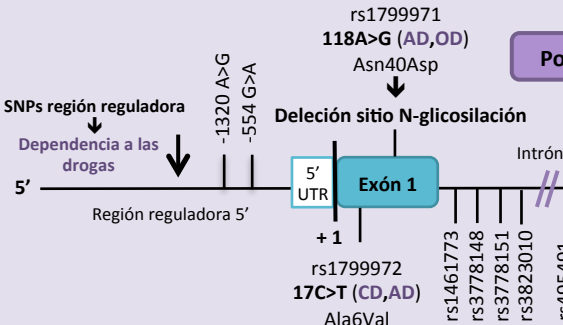 rs1799971
118A>G (AD,OD)
Asn40Asp
Po
SNPs región reguladora
Dependencia a las
drogas
-1320 A>G
-554 G>A
Deleción sitio N-glicosilación
5'
5'
UTR
Exón 1
Intrón
Región reguladora 5'
+ 1
rs1799972
17C>T (CD,AD)
Ala6Val
rs1461773
rs3778148
rs3778151
rs3823010